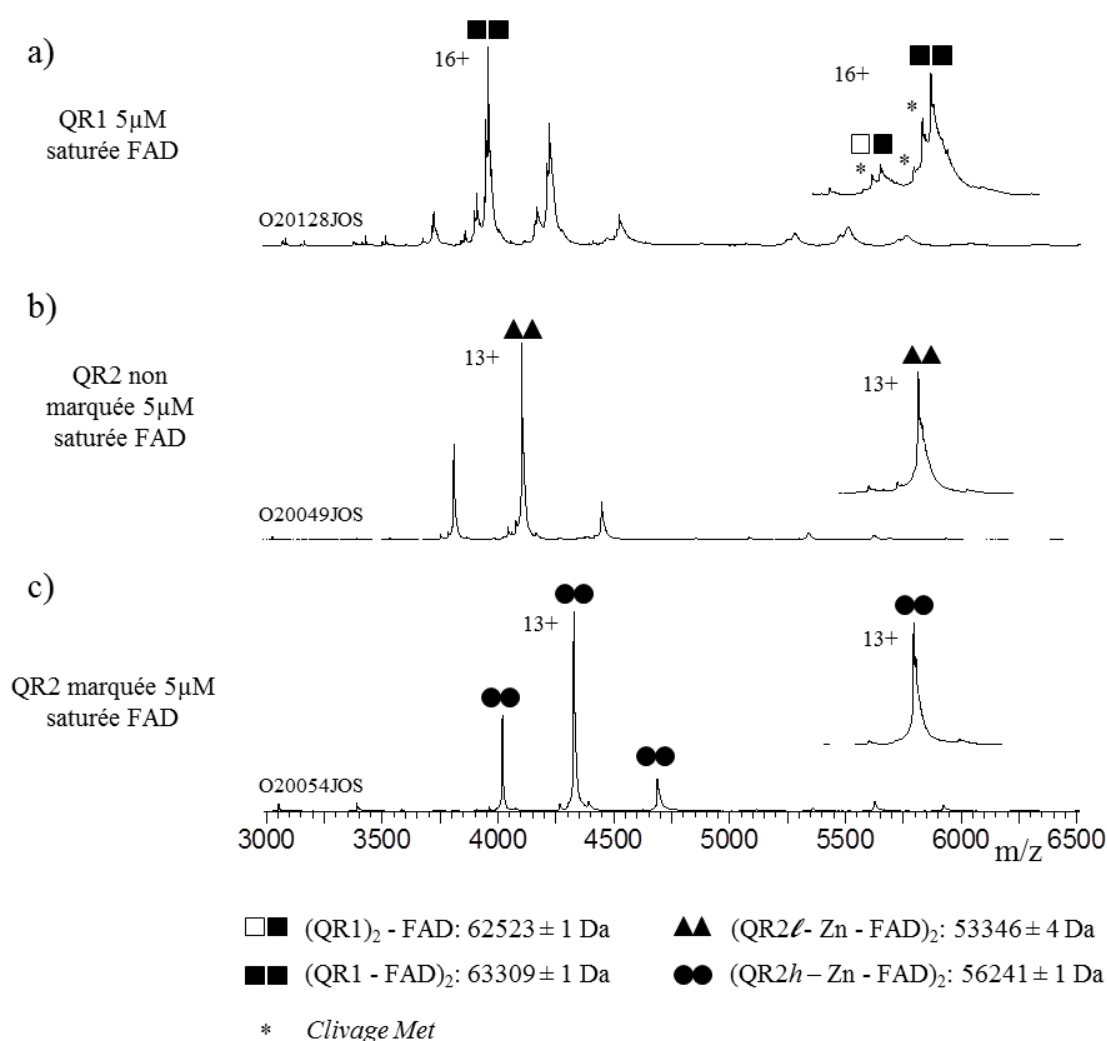 a)
16+
16+
*
QR1 5µM
saturée FAD
*
*
O20128JOS
b)
13+
13+
QR2 non
marquée 5µM
saturée FAD
O20049JOS
c)
13+
13+
QR2 marquée 5µM
saturée FAD
O20054JOS
3000 3500 4000 4500 5000 5500 6000 6500
m/z
(QR1)₂ - FAD: 62523 ± 1 Da
(QR2ℓ- Zn - FAD)₂: 53346 ± 4 Da
(QR1 - FAD)₂: 63309 ± 1 Da
(QR2h – Zn - FAD)₂: 56241 ± 1 Da
* Clivage Met